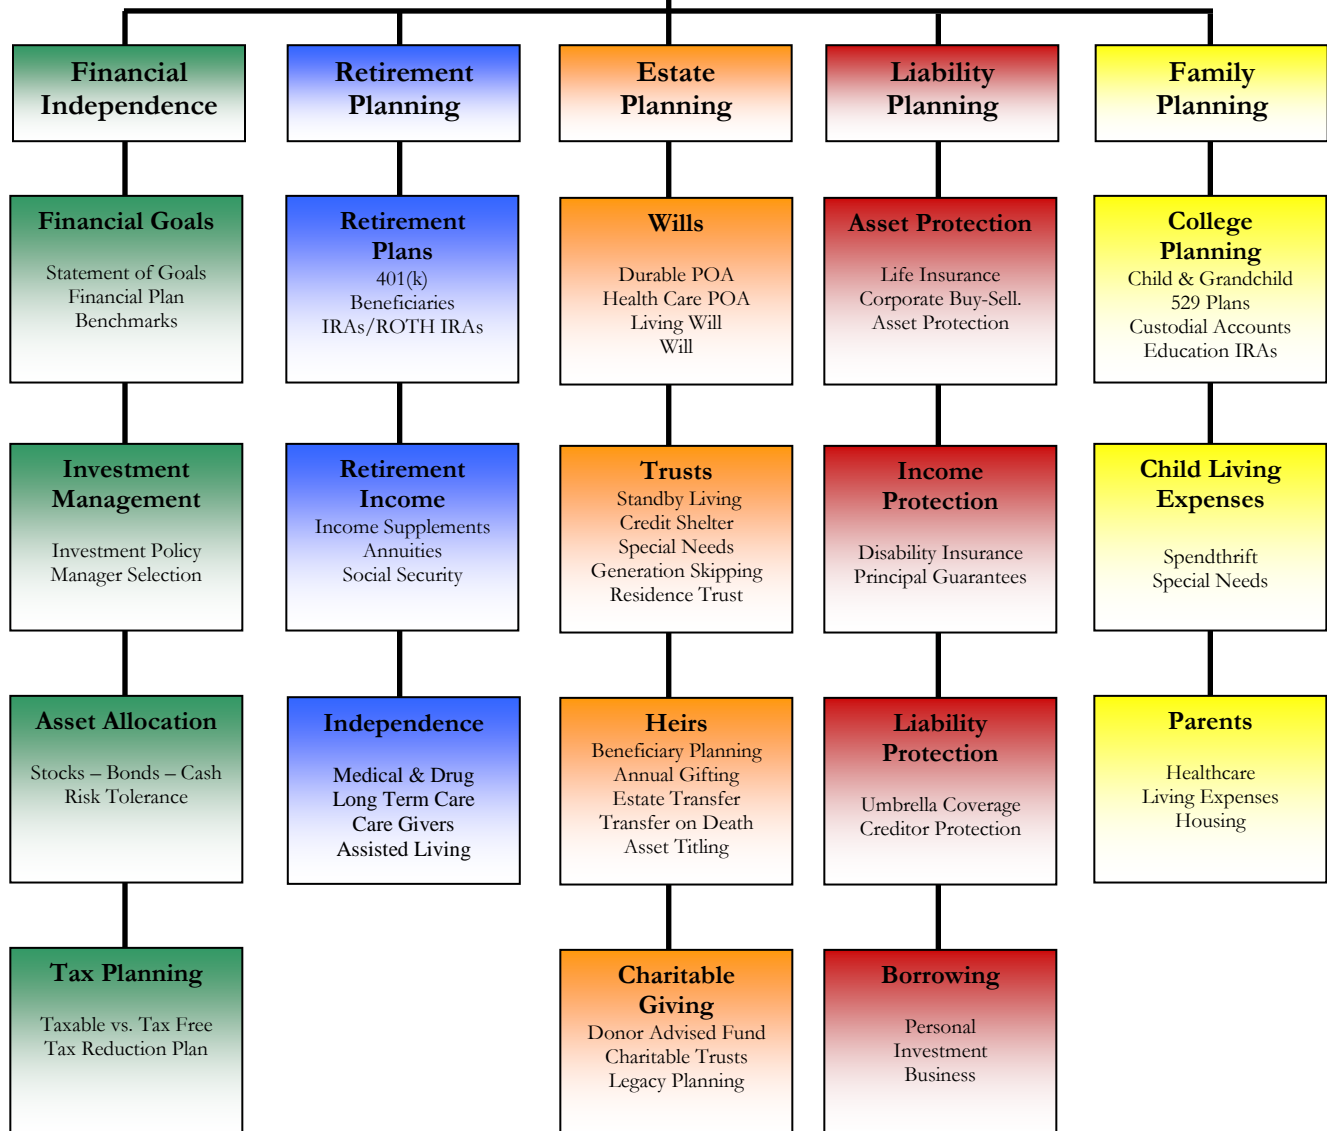 Financial
Independence
Retirement
Planning
Estate
Planning
Liability
Planning
Family
Planning
Financial Goals
Statement of Goals
Financial Plan
Benchmarks
Retirement
Plans
401(k)
Beneficiaries
IRAs/ROTH IRAs
Wills
Durable POA
Health Care POA
Living Will
Will
Asset Protection
Life Insurance
Corporate Buy-Sell.
Asset Protection
College
Planning
Child & Grandchild
529 Plans
Custodial Accounts
Education IRAs
Investment
Management
Investment Policy
Manager Selection
Retirement
Income
Income Supplements
Annuities
Social Security
Trusts
Standby Living
Credit Shelter
Special Needs
Generation Skipping
Residence Trust
Income
Protection
Disability Insurance
Principal Guarantees
Child Living
Expenses
Spendthrift
Special Needs
Asset Allocation
Stocks – Bonds – Cash
Risk Tolerance
Independence
Medical & Drug
Long Term Care
Care Givers
Assisted Living
Heirs
Beneficiary Planning
Annual Gifting
Estate Transfer
Transfer on Death
Asset Titling
Liability
Protection
Umbrella Coverage
Creditor Protection
Parents
Healthcare
Living Expenses
Housing
Tax Planning
Taxable vs. Tax Free
Tax Reduction Plan
Charitable
Giving
Donor Advised Fund
Charitable Trusts
Legacy Planning
Borrowing
Personal
Investment
Business